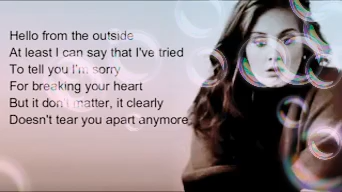 Hello from the outside
At least I can say that I've tried
To tell you I'm sorry
For breaking your heart
But it don't matter, it clearly
Doesn't tear you apart anymore